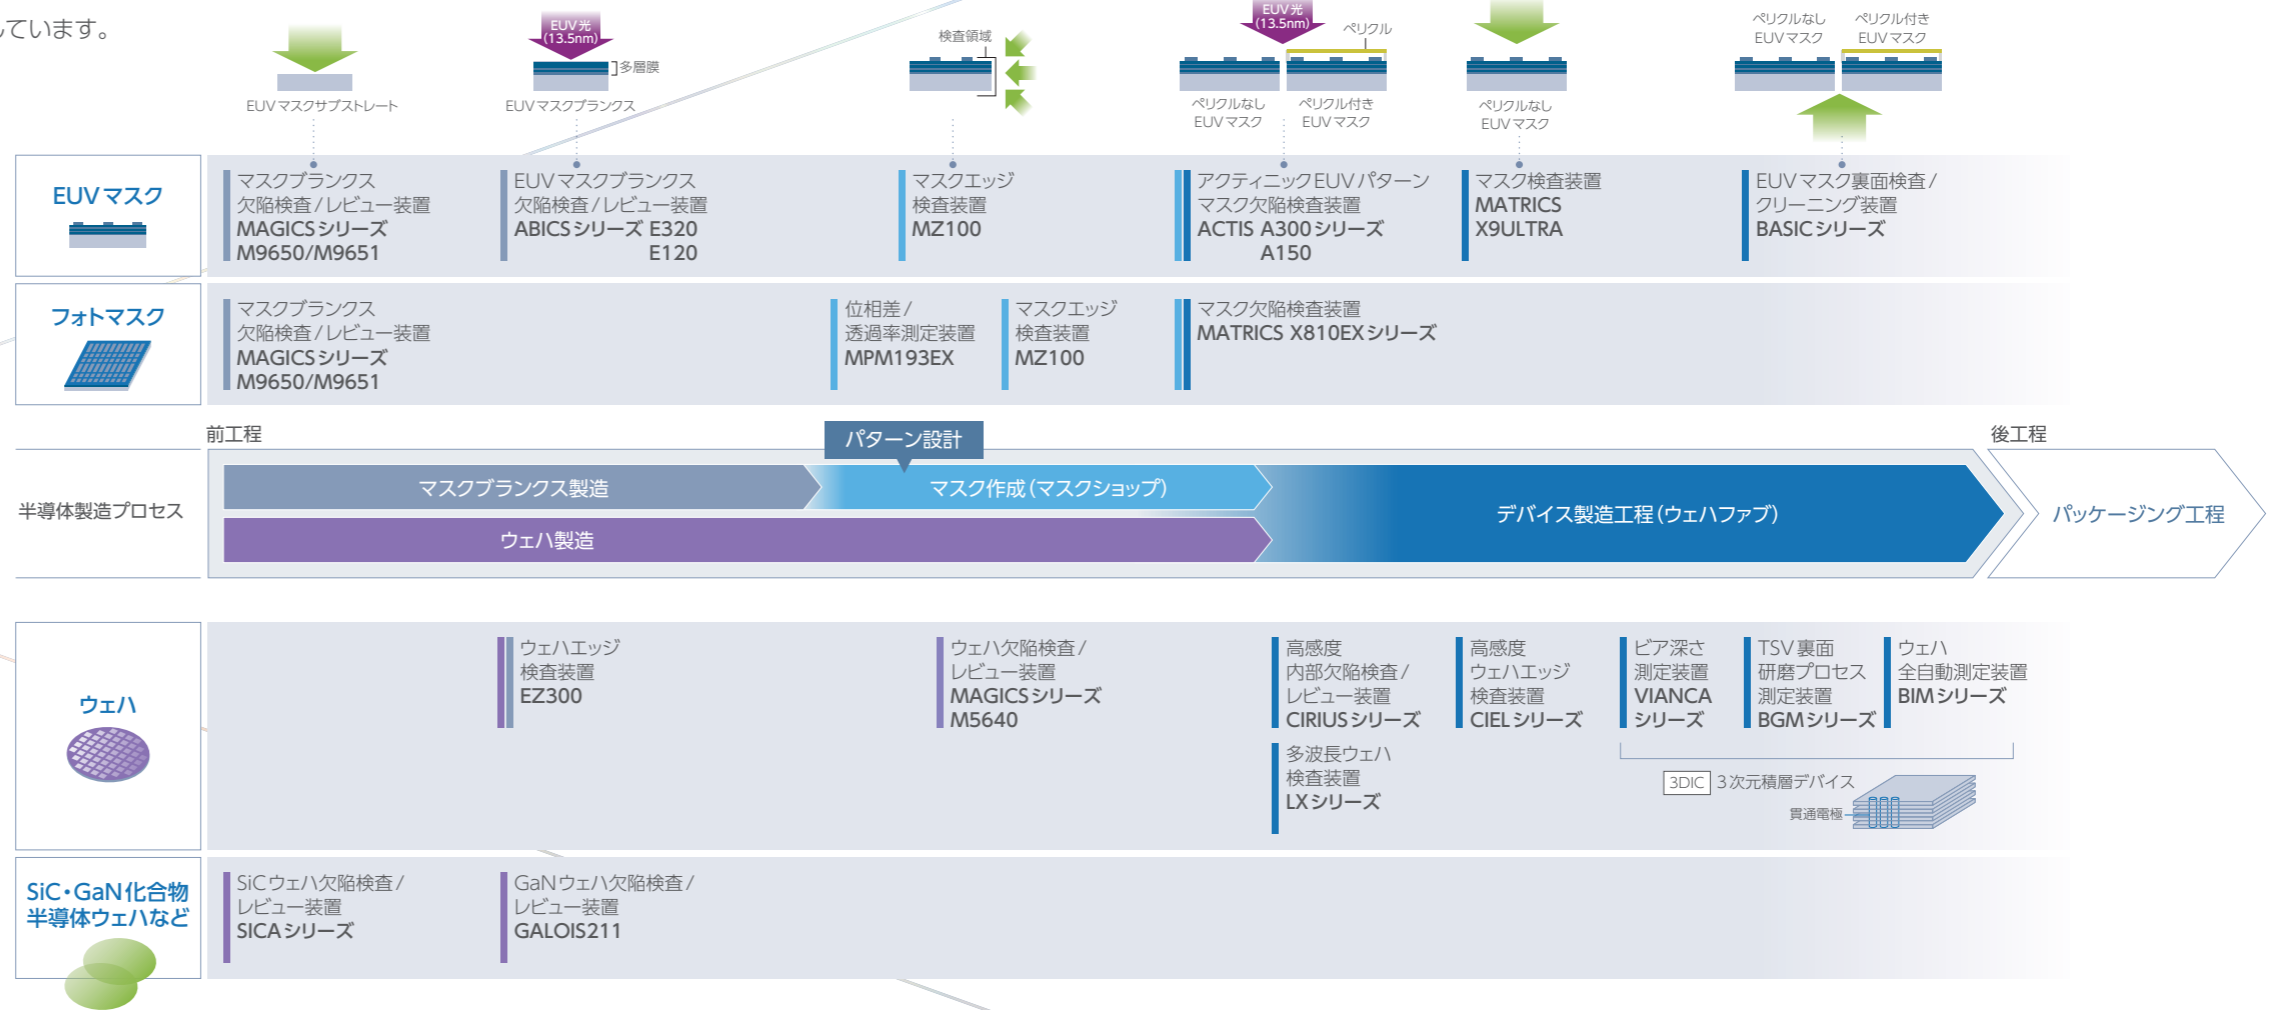 しています。
EUV光
(13.5nm)
多層膜
EUVマスクサブストレート
EUVマスクブランクス
検査領域
EUV光
(13.5nm)
ペリクル
ペリクルなし
EUVマスク
ペリクル付き
EUVマスク
ペリクルなし
EUVマスク
ペリクルなし
EUVマスク
ペリクル付き
EUVマスク
EUVマスク
マスクブランクス
欠陥検査/レビュー装置
MAGICSシリーズ
M9650/M9651
EUVマスクブランクス
欠陥検査/レビュー装置
ABICSシリーズ E320
E120
マスクエッジ
検査装置
MZ100
アクティニックEUVパターン
マスク欠陥検査装置
ACTIS A300シリーズ
A150
マスク検査装置
MATRICS
X9ULTRA
EUVマスク裏面検査/
クリーニング装置
BASICシリーズ
フォトマスク
マスクブランクス
欠陥検査/レビュー装置
MAGICSシリーズ
M9650/M9651
位相差/
透過率測定装置
MPM193EX
マスクエッジ
検査装置
MZ100
マスク欠陥検査装置
MATRICS X810EXシリーズ
前工程
パターン設計
後工程
半導体製造プロセス
マスクブランクス製造
マスク作成(マスクショップ)
ウェハ製造
デバイス製造工程(ウェハファブ)
パッケージング工程
ウェハ
ウェハエッジ
検査装置
EZ300
ウェハ欠陥検査/
レビュー装置
MAGICSシリーズ
M5640
高感度
内部欠陥検査/
レビュー装置
CIRIUSシリーズ
多波長ウェハ
検査装置
LXシリーズ
高感度
ウェハエッジ
検査装置
CIELシリーズ
ビア深さ
測定装置
VIANCA
シリーズ
TSV裏面
研磨プロセス
測定装置
BGMシリーズ
ウェハ
全自動測定装置
BIMシリーズ
3DIC 3次元積層デバイス
貫通電極
SiC・GaN化合物
半導体ウェハなど
SiCウェハ欠陥検査/
レビュー装置
SICAシリーズ
GaNウェハ欠陥検査/
レビュー装置
GALOIS211